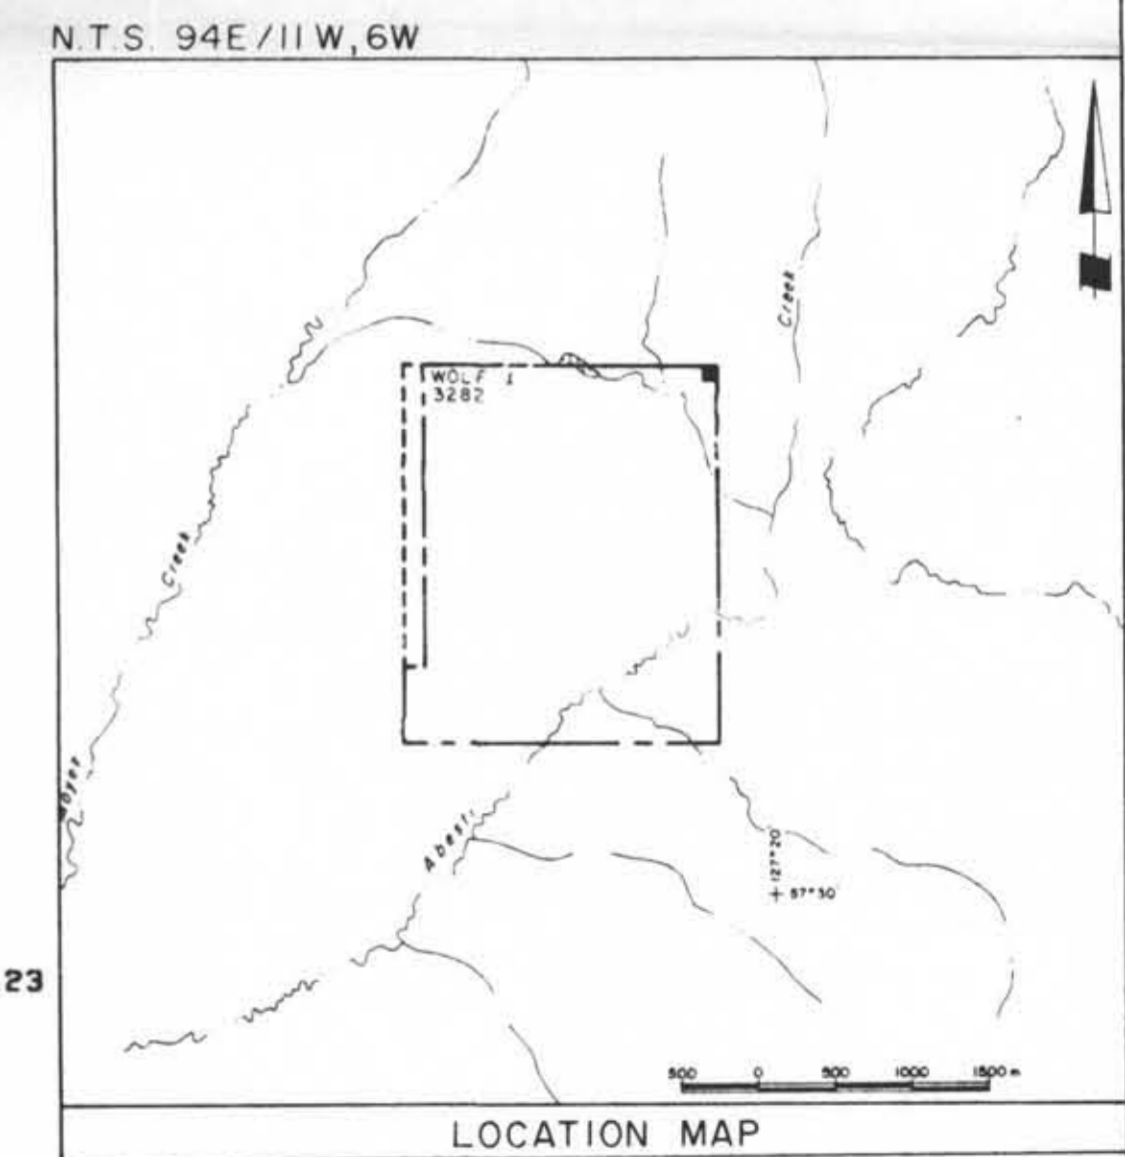 N.T.S. 94E/11W, 6W
Creek
WOLF 1
3282
Creek
Abesti
127°20'
57°30'
23
500 0 500 1000 1500 m
LOCATION MAP